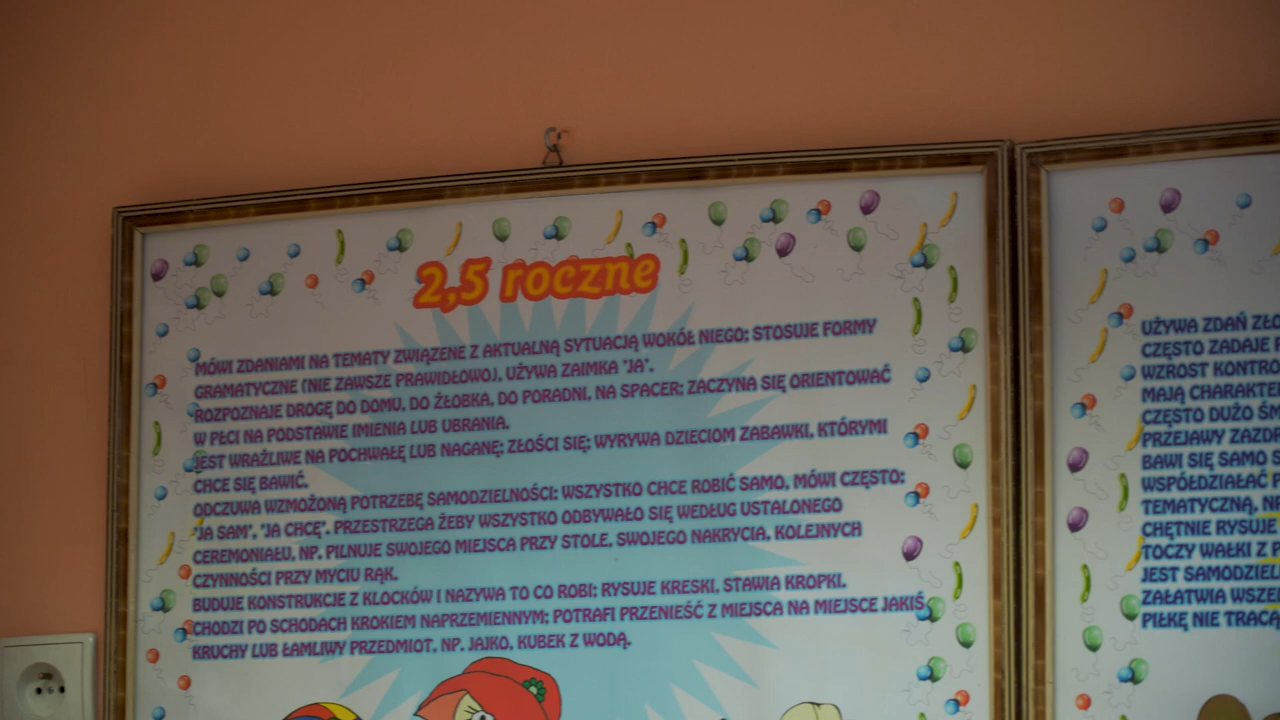 2,5 roczne
MÓWI ZDANIAMI NA TEMATY ZWIĄZENE Z AKTUALNĄ SYTUACJĄ WOKÓŁ NIEGO; STOSUJE FORMY
GRAMATYCZNE (NIE ZAWSZE PRAWIDŁOWO), UŻYWA ZAIMKA "JA".
ROZPOZNAJE DROGĘ DO DOMU, DO ŻŁOBKA, DO PORADNI, NA SPACER; ZACZYNA SIĘ ORIENTOWAĆ
W PŁCI NA PODSTAWIE IMIENIA LUB UBRANIA.
JEST WRAŻLIWE NA POCHWAŁĘ LUB NAGANĘ; ZŁOŚCI SIĘ; WYRYWA DZIECIOM ZABAWKI, KTÓRYMI
CHCE SIĘ BAWIĆ.
ODCZUWA WZMOŻONĄ POTRZEBĘ SAMODZIELNOŚCI: WSZYSTKO CHCE ROBIĆ SAMO, MÓWI CZĘSTO:
"JA SAM", "JA CHCĘ". PRZESTRZEGA ŻEBY WSZYSTKO ODBYWAŁO SIĘ WEDŁUG USTALONEGO
CEREMONIAŁU, NP. PILNUJE SWOJEGO MIEJSCA PRZY STOLE, SWOJEGO NAKRYCIA, KOLEJNYCH
CZYNNOŚCI PRZY MYCIU RĄK.
BUDUJE KONSTRUKCJE Z KLOCKÓW I NAZYWA TO CO ROBI; RYSUJE KRESKI, STAWIA KROPKI.
CHODZI PO SCHODACH KROKIEM NAPRZEMIENNYM; POTRAFI PRZENIEŚĆ Z MIEJSCA NA MIEJSCE JAKIŚ
KRUCHY LUB ŁAMLIWY PRZEDMIOT, NP. JAJKO, KUBEK Z WODĄ.
UŻYWA ZDAŃ
CZĘSTO ZADAJE
WZROST
MAJĄ
CZĘSTO DUŻO
PRZEJAWY
BAWI SIĘ SAMO
WSPÓŁDZIAŁAĆ
TEMATYCZNĄ,
CHĘTNIE RYSUJE
TOCZY WAŁKI Z
JEST
ZAŁATWIA
PIŁKĘ NIE